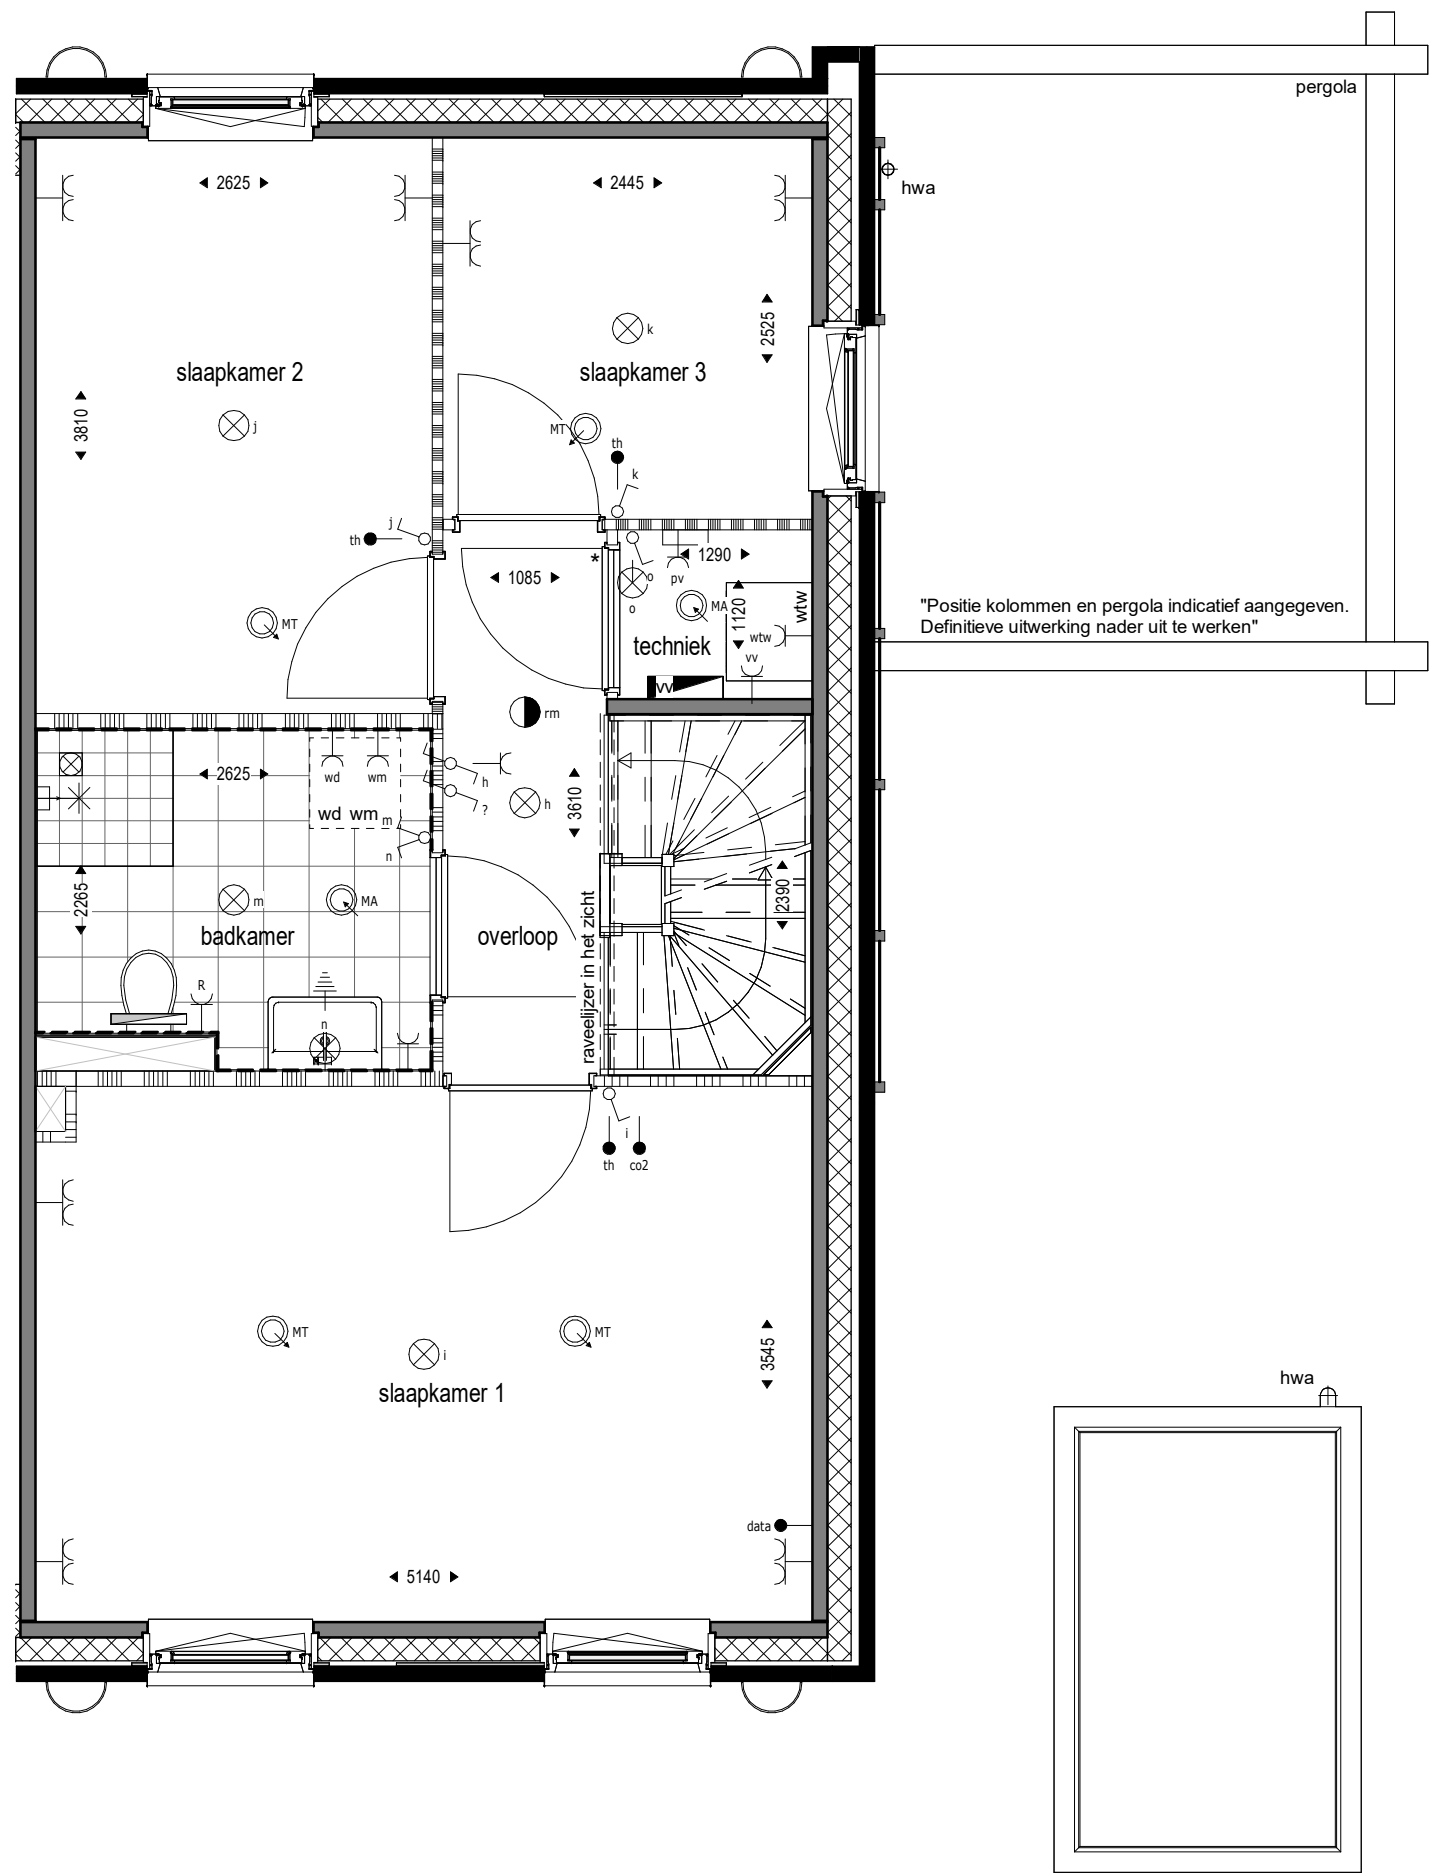 pergola
2625
2445
hwa
2525
k
slaapkamer 2
slaapkamer 3
3810
j
MT
th
k
j
th
1290
*
1085
o
pv
o
MA
1120
wtw
"Positie kolommen en pergola indicatief aangegeven.
Definitieve uitwerking nader uit te werken"
MT
techniek
wtw
vv
vv
rm
2625
wd
wm
h
?
h
3610
wd wm
m
n
2265
m
MA
2390
badkamer
overloop
raveelijzer in het zicht
R
n
i
th
co2
MT
MT
i
3545
slaapkamer 1
hwa
data
5140